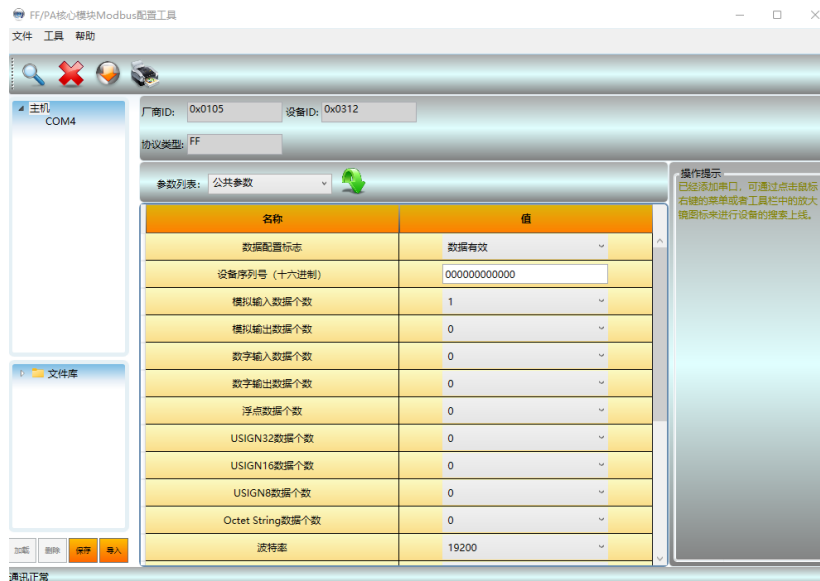 FF/PA核心模块Modbus配置工具
文件 工具 帮助
主机
COM4
厂商ID: 0x0105 设备ID: 0x0312
协议类型: FF
参数列表: 公共参数
操作提示
已经添加串口，可通过点击鼠标
右键的菜单或者工具栏中的放大
镜图标来进行设备的搜索上线。
名称 值
数据配置标志 数据有效
设备序列号（十六进制） 000000000000
模拟输入数据个数 1
模拟输出数据个数 0
数字输入数据个数 0
数字输出数据个数 0
浮点数据个数 0
USIGN32数据个数 0
USIGN16数据个数 0
USIGN8数据个数 0
Octet String数据个数 0
波特率 19200
文件库
加载 删除 保存 导入
通讯正常